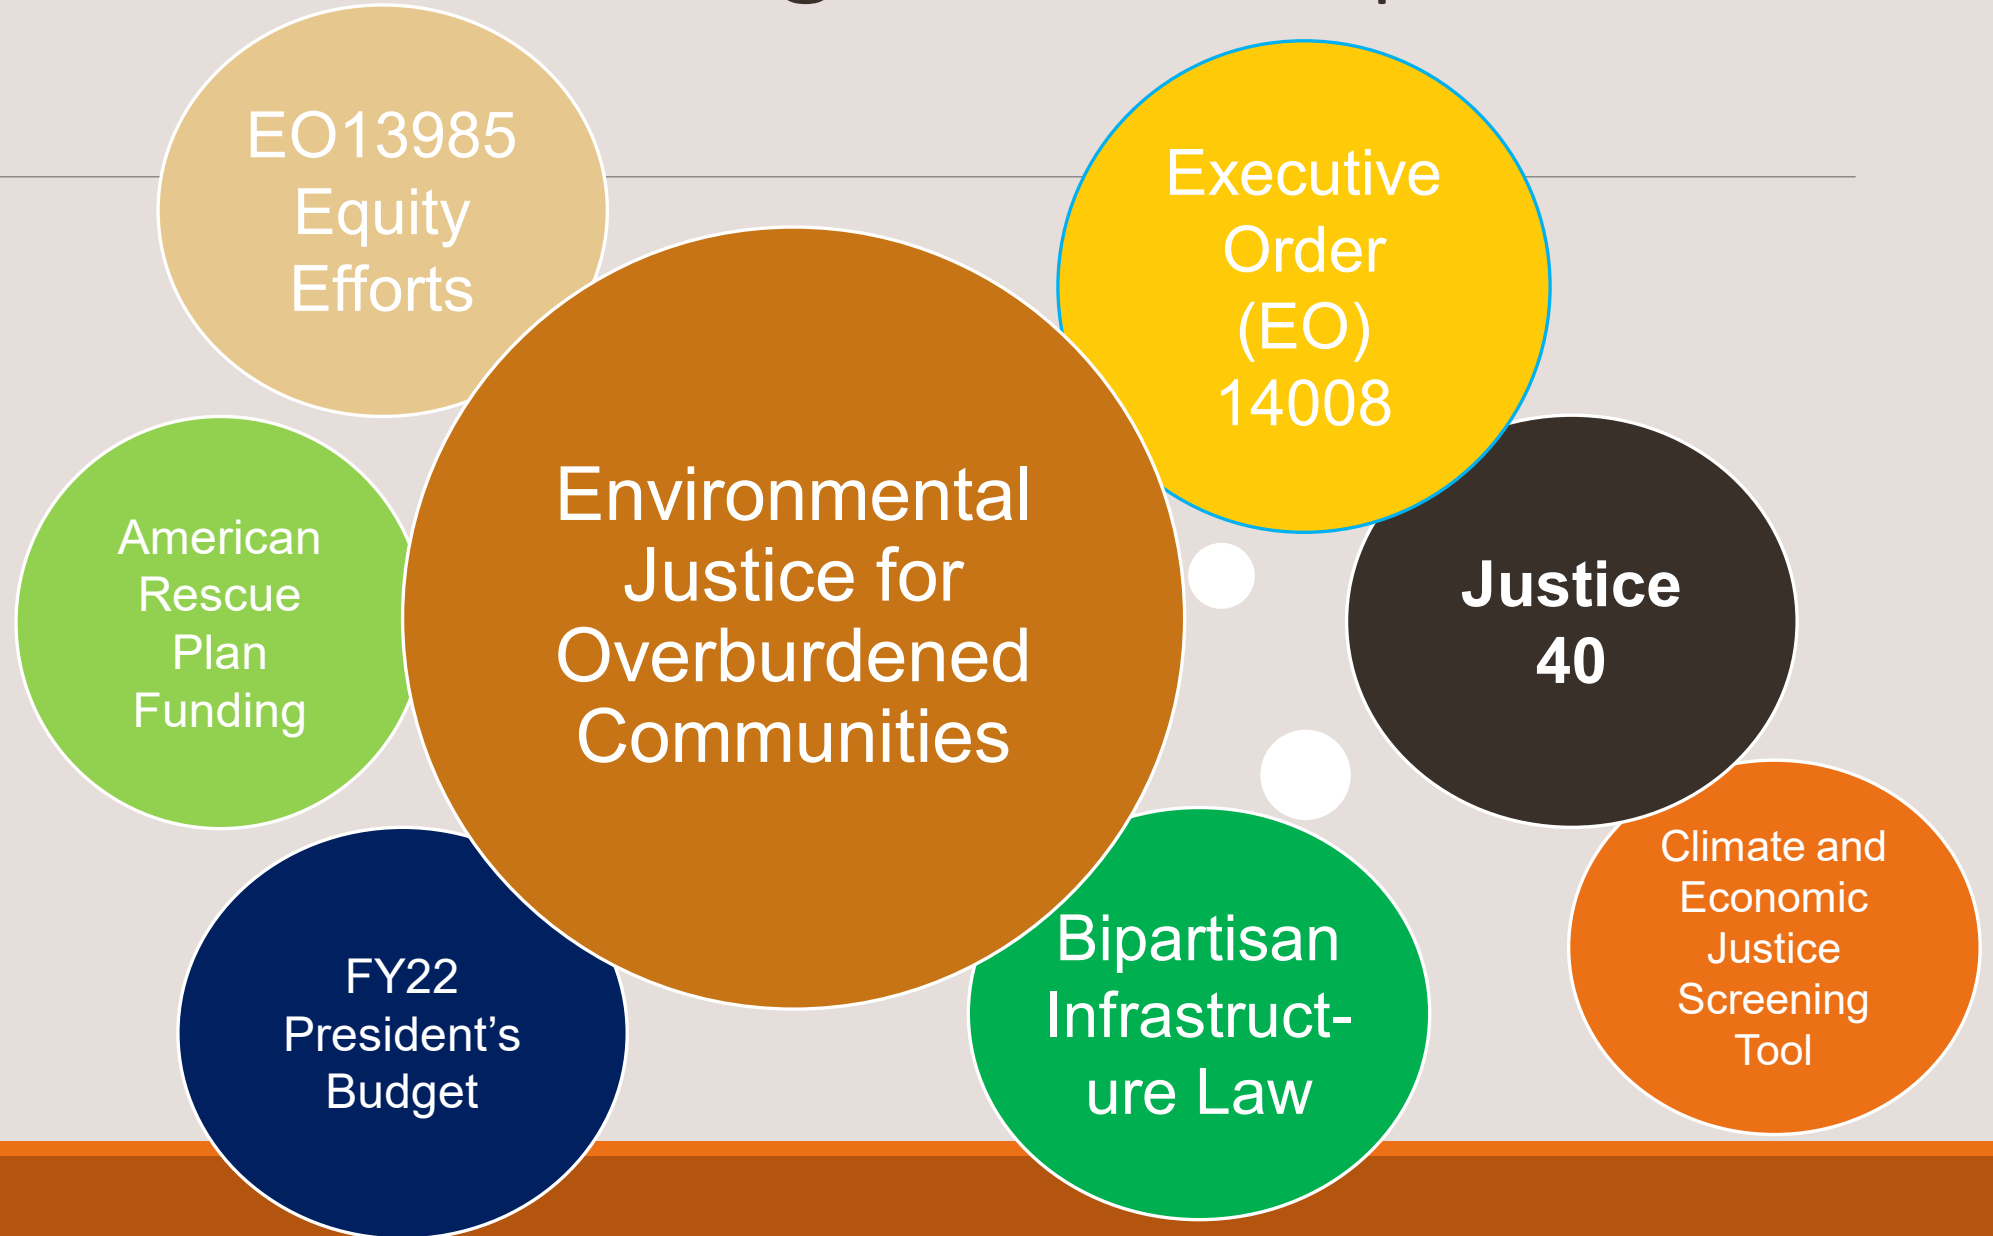 EO13985
Equity
Efforts
Executive
Order
(EO)
14008
American
Rescue
Plan
Funding
Environmental
Justice for
Overburdened
Communities
Justice
40
FY22
President’s
Budget
Bipartisan
Infrastruct-
ure Law
Climate and
Economic
Justice
Screening
Tool